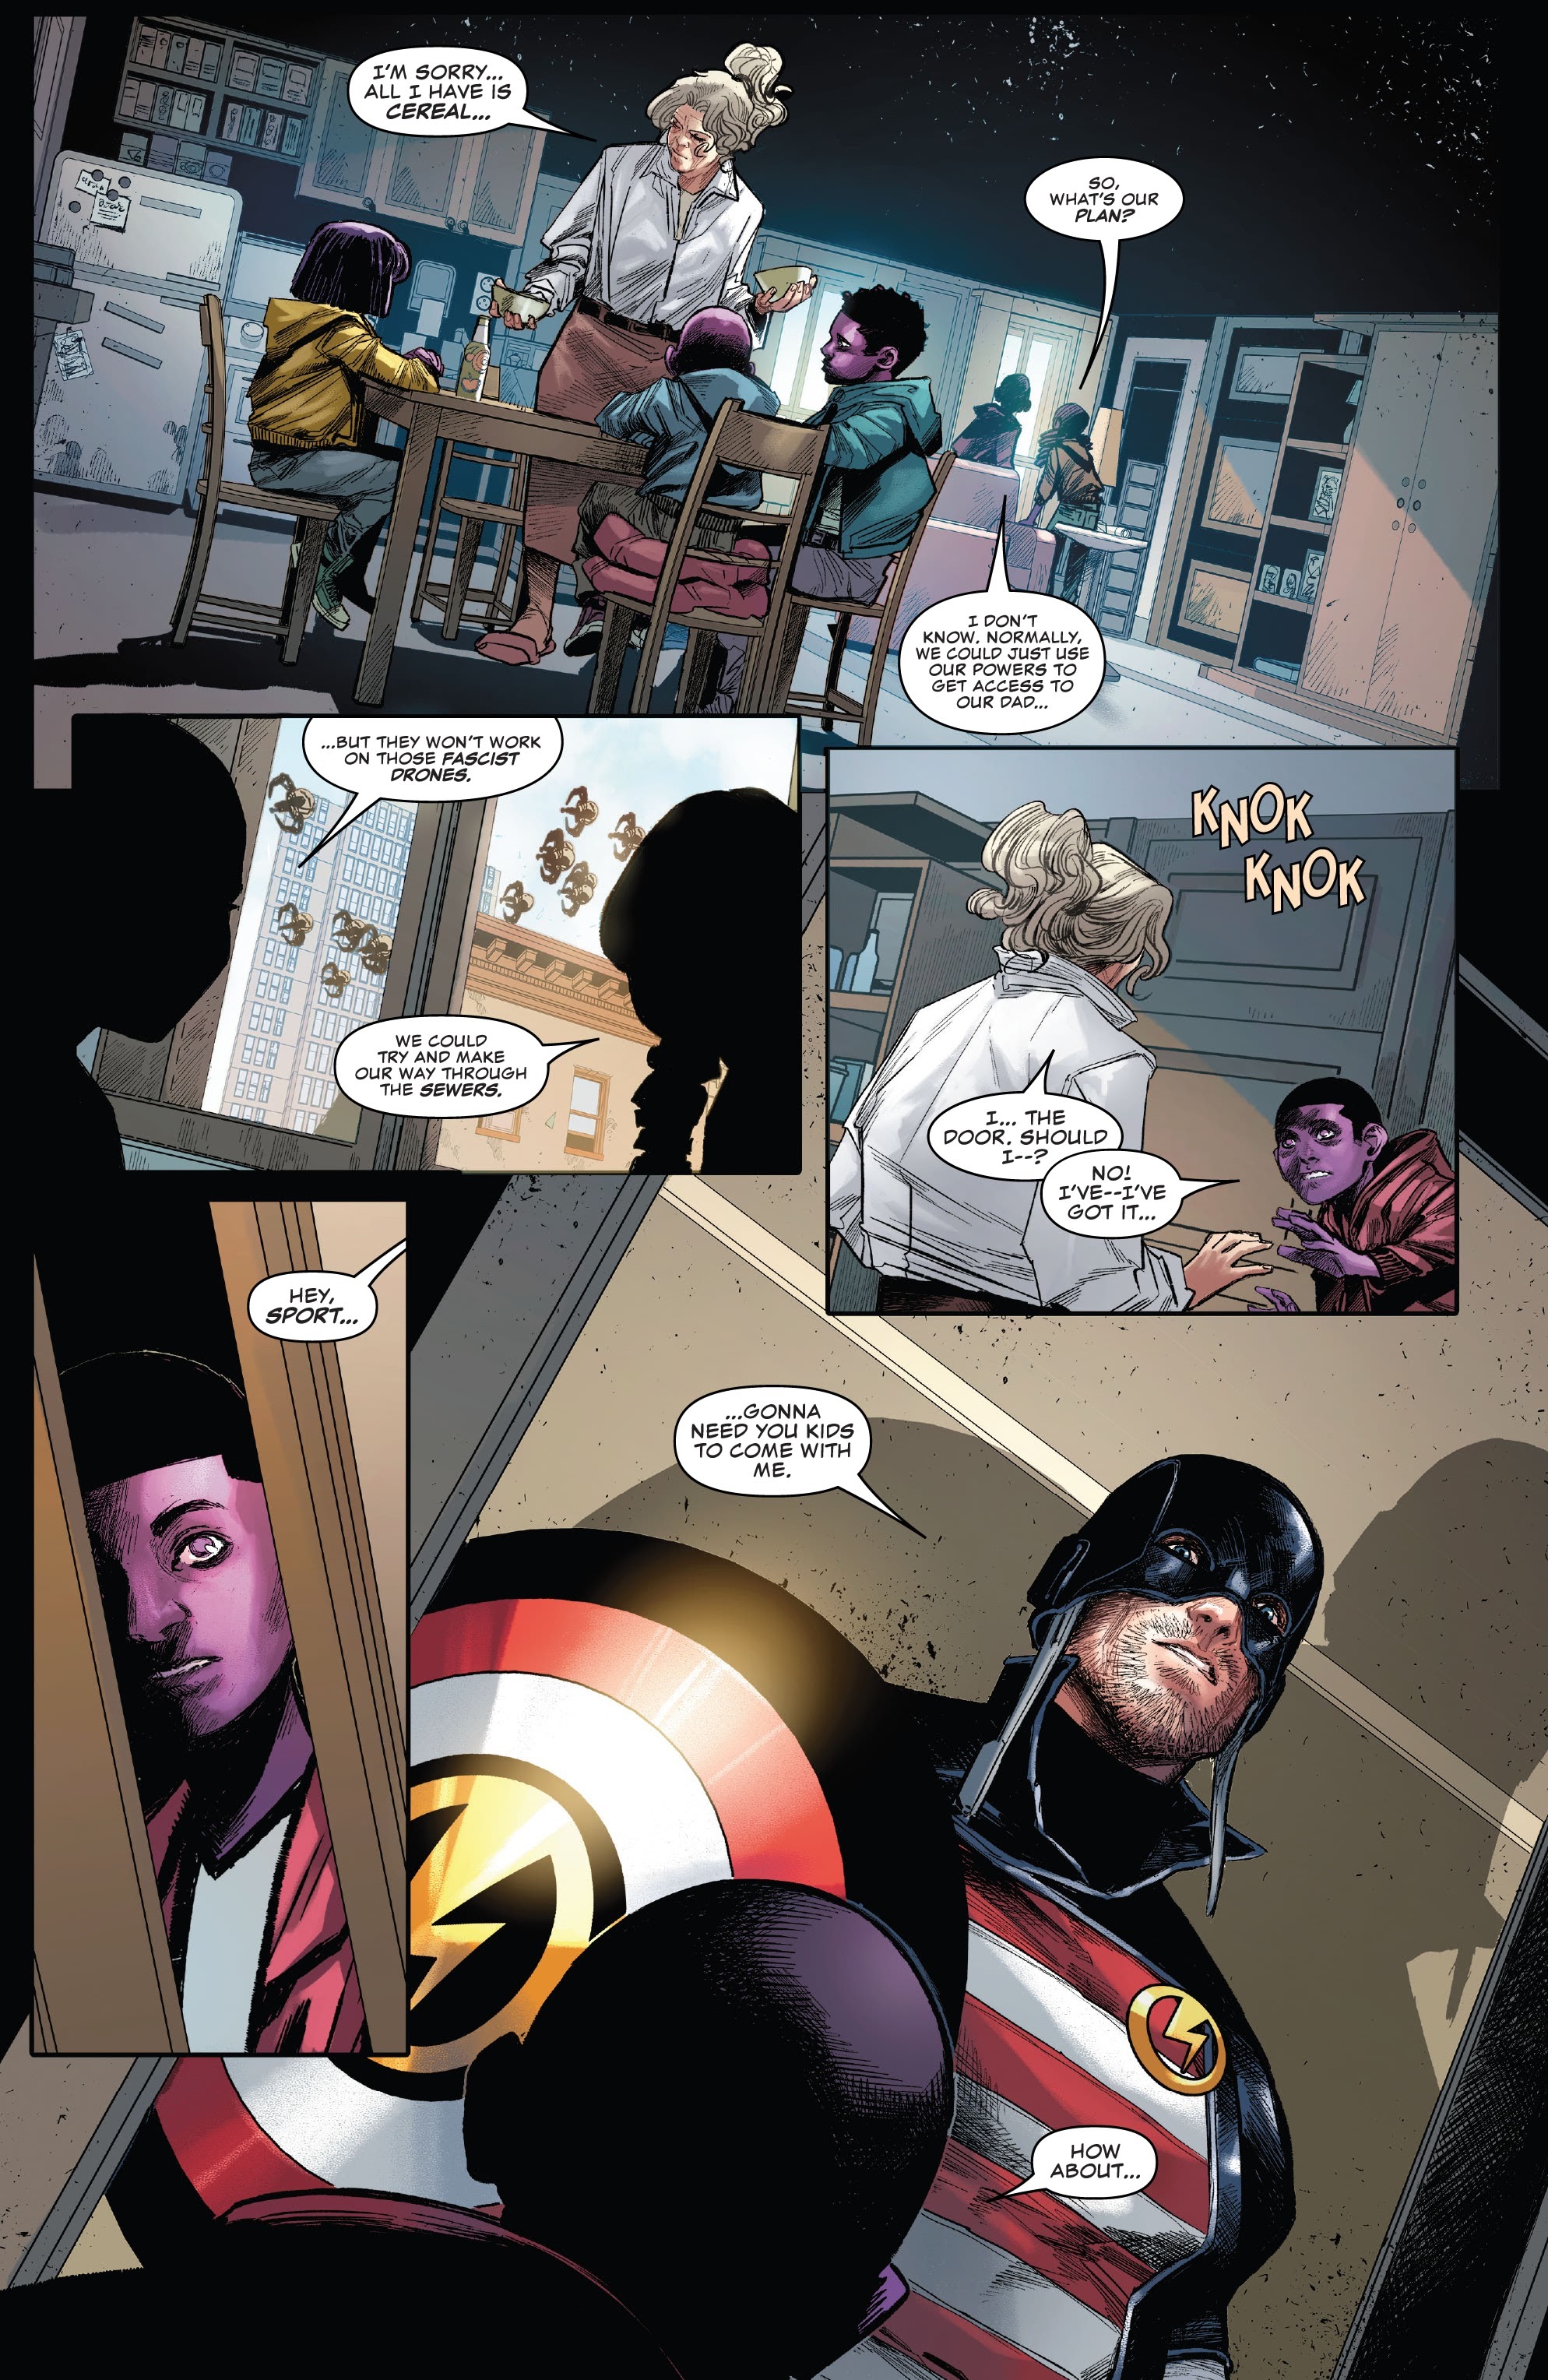 I'M SORRY...
ALL I HAVE IS
CEREAL...
SO,
WHAT'S OUR
PLAN?
I DON'T
KNOW. NORMALLY,
WE COULD JUST USE
OUR POWERS TO
GET ACCESS TO
OUR DAD...
...BUT THEY WON'T WORK
ON THOSE FASCIST
DRONES.
WE COULD
TRY AND MAKE
OUR WAY THROUGH
THE SEWERS.
KNOK
KNOK
I... THE
DOOR. SHOULD
I--?
NO!
I'VE--I'VE
GOT IT...
HEY,
SPORT...
...GONNA
NEED YOU KIDS
TO COME WITH
ME.
HOW
ABOUT...